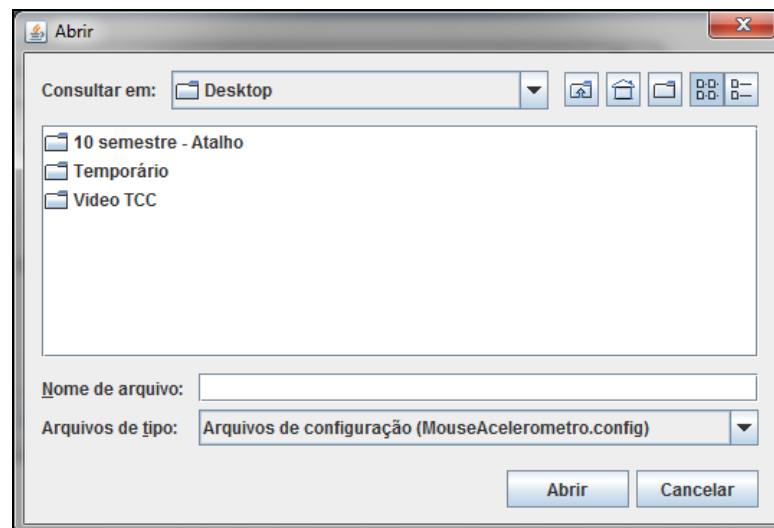 Abrir
Consultar em: Desktop
10 semestre - Atalho
Temporário
Video TCC
Nome de arquivo:
Arquivos de tipo: Arquivos de configuração (MouseAcelerometro.config)
Abrir Cancelar